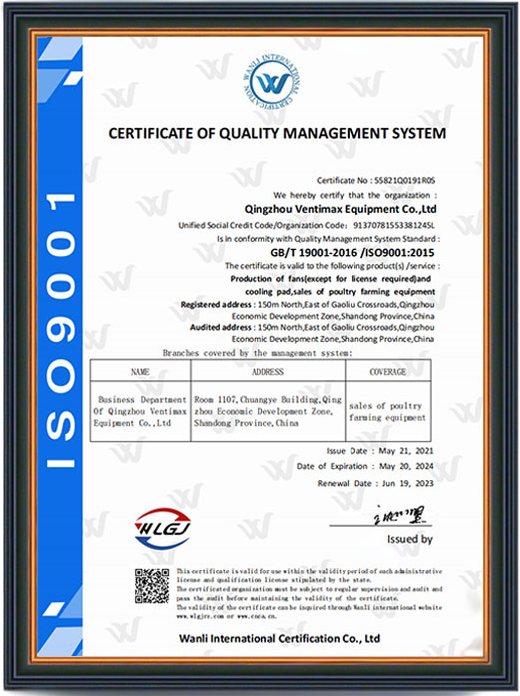 WANLI INTERNATIONAL CERTIFICATION
W
CERTIFICATE OF QUALITY MANAGEMENT SYSTEM
Certificate No : 55821Q0191R0S
We hereby certify that the organization :
Qingzhou Ventimax Equipment Co.,Ltd
Unified Social Credit Code/Organization Code: 91370781553381245L
Is in conformity with Quality Management System Standard :
GB/T 19001-2016 /ISO9001:2015
The certificate is valid to the following product(s) /service :
Production of fans(except for license required)and
cooling pad,sales of poultry farming equipment
Registered address : 150m North,East of Gaoliu Crossroads,Qingzhou
Economic Development Zone,Shandong Province,China
Audited address : 150m North,East of Gaoliu Crossroads,Qingzhou
Economic Development Zone,Shandong Province,China
Branches covered by the management system:
NAME ADDRESS COVERAGE
Business Department
Of Qingzhou Ventimax
Equipment Co.,Ltd
Room 1107,Chuangye Building,Qing
zhou Economic Development Zone,
Shandong Province,China
sales of poultry
farming equipment
Issue Date : May 21, 2021
Date of Expiration : May 20, 2024
Renewal Date : Jun 19, 2023
WLGJ
Issued by
This certificate is valid for use within the validity period of each administrative
license and qualification license stipulated by the state.
The certificated organization must be subject to regular supervision and audit and
pass the audit before maintaining the validity of the certificate.
The validity of the certificate can be inquired through Wanli international website
www.wlgjrz.com or www.cnca.cn.
Wanli International Certification Co., Ltd
ISO9001